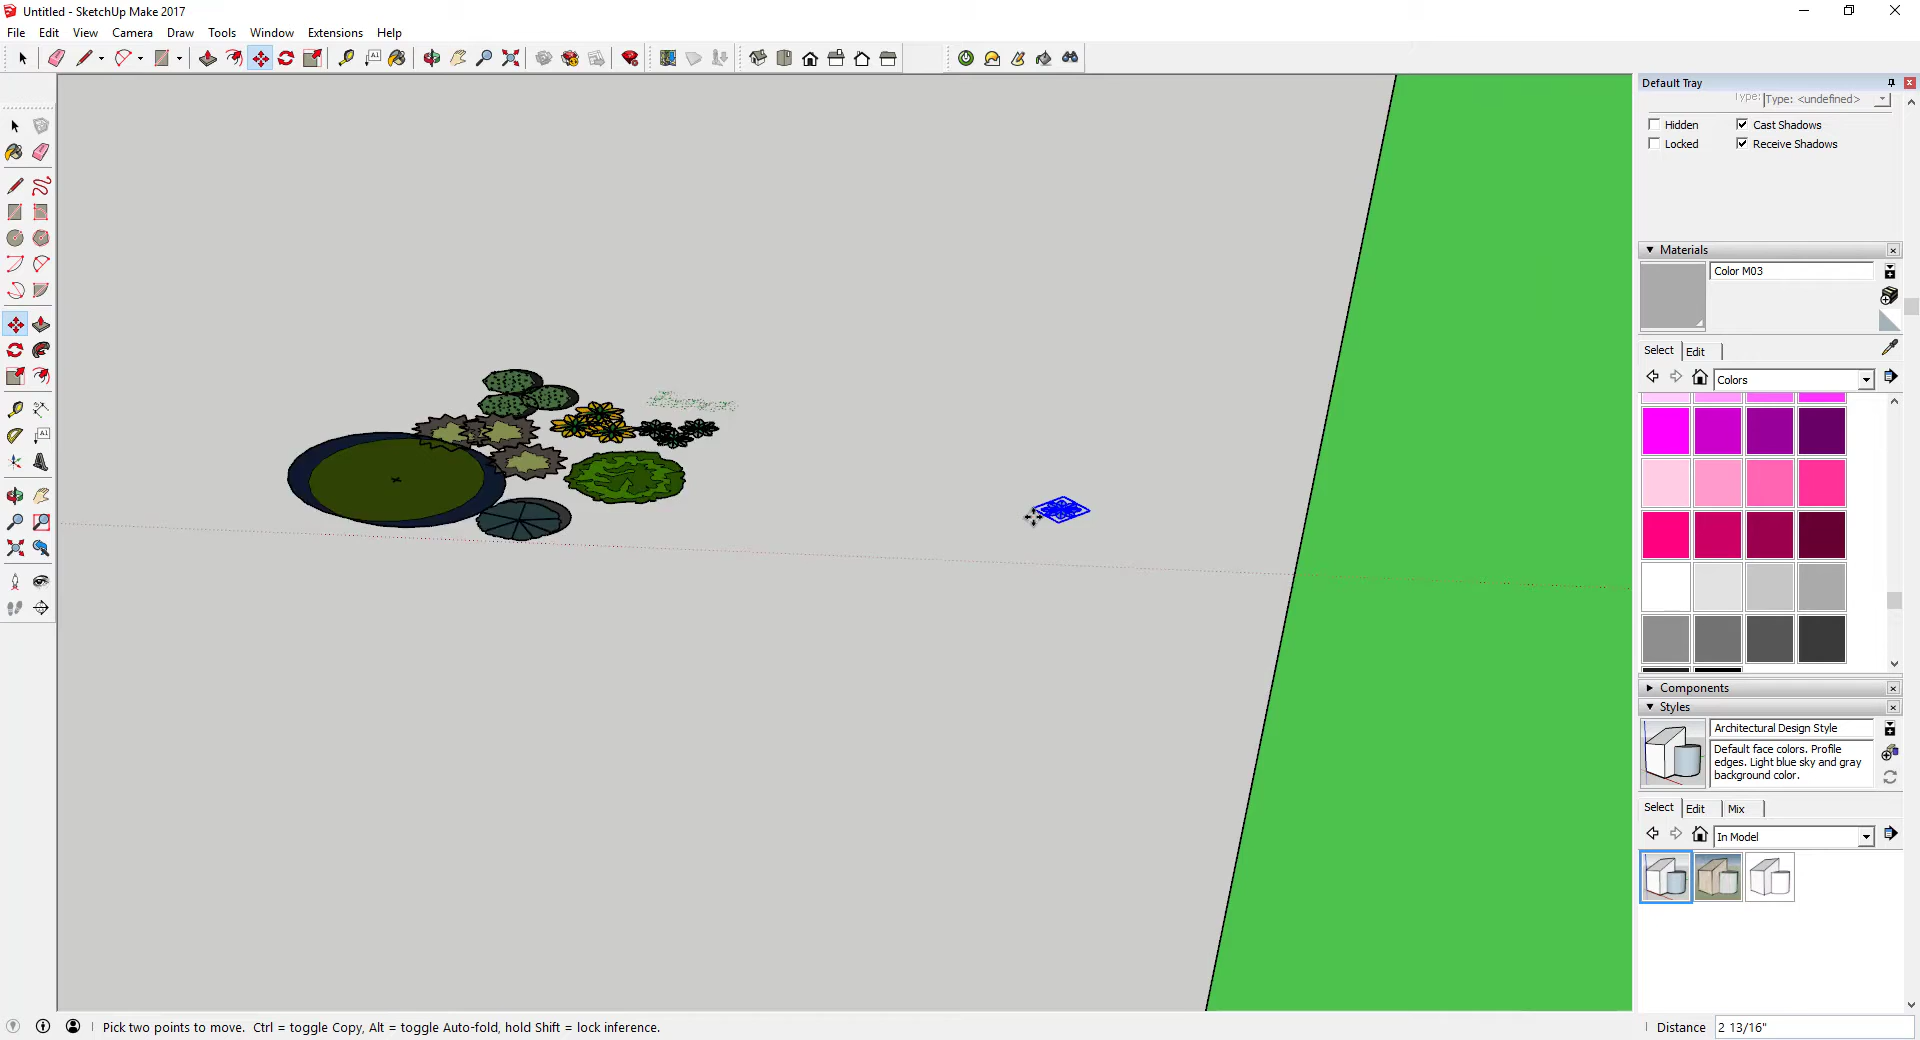 Untitled - SketchUp Make 2017
File Edit View Camera Draw Tools Window Extensions Help
Default Tray
Type: Type: <undefined>
Hidden Cast Shadows
Locked Receive Shadows
Materials
Color M03
Select Edit
Colors
Components
Styles
Architectural Design Style
Default face colors. Profile
edges. Light blue sky and gray
background color.
Select Edit Mix
In Model
Pick two points to move. Ctrl = toggle Copy, Alt = toggle Auto-fold, hold Shift = lock inference.
Distance 2 13/16"